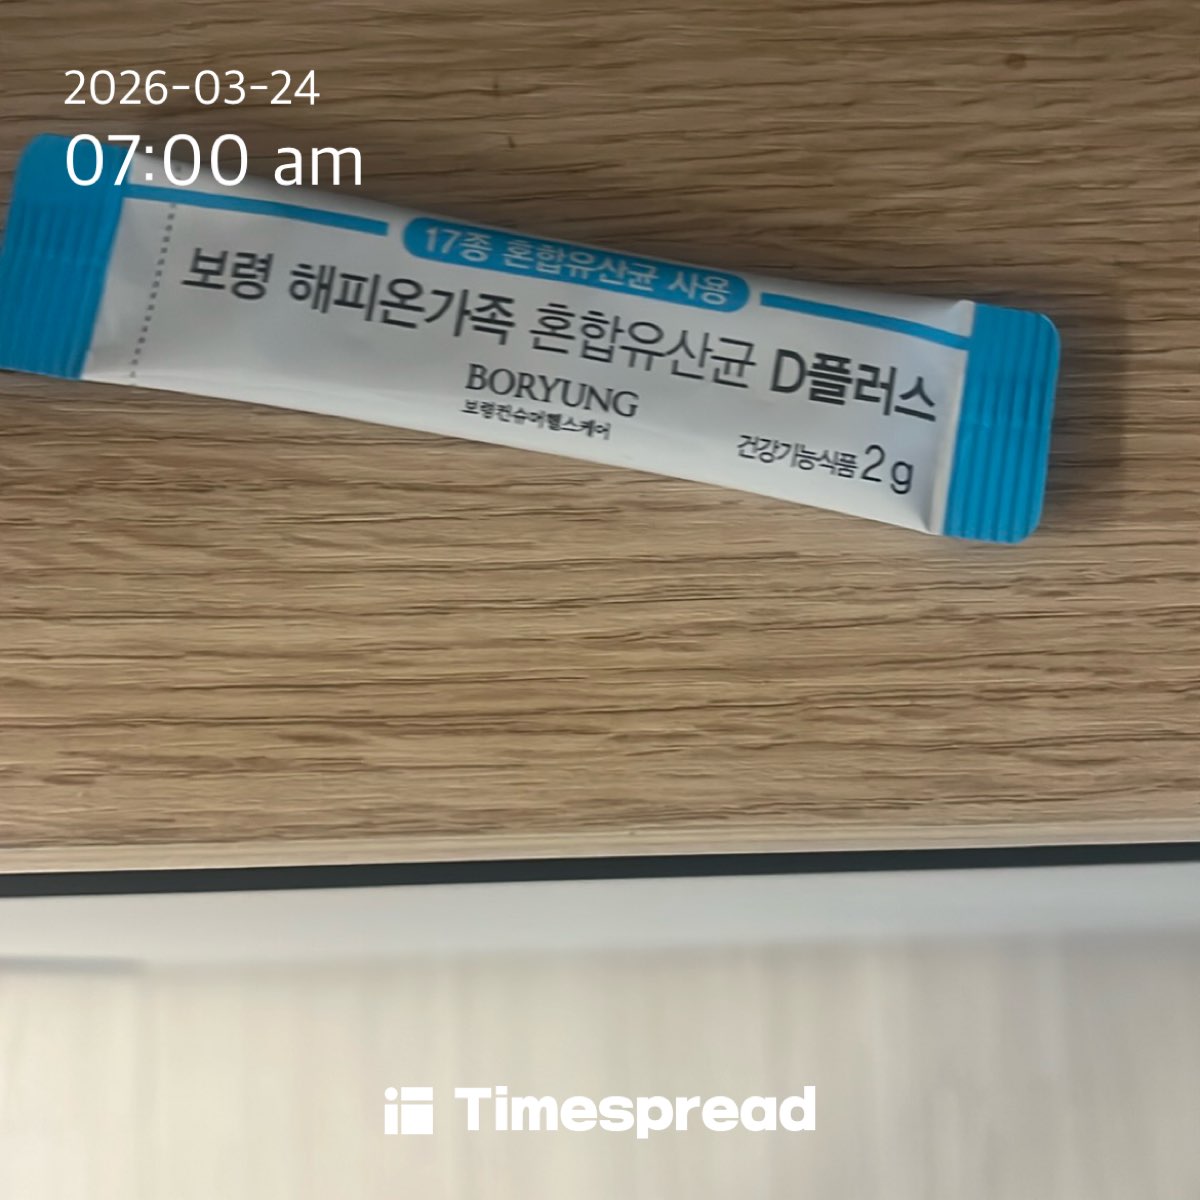 2026-03-24
07:00 am
17종 혼합유산균 사용
보령 해피온가족 혼합유산균 D플러스
BORYUNG
보령컨슈머헬스케어
건강기능식품 2 g
Timespread